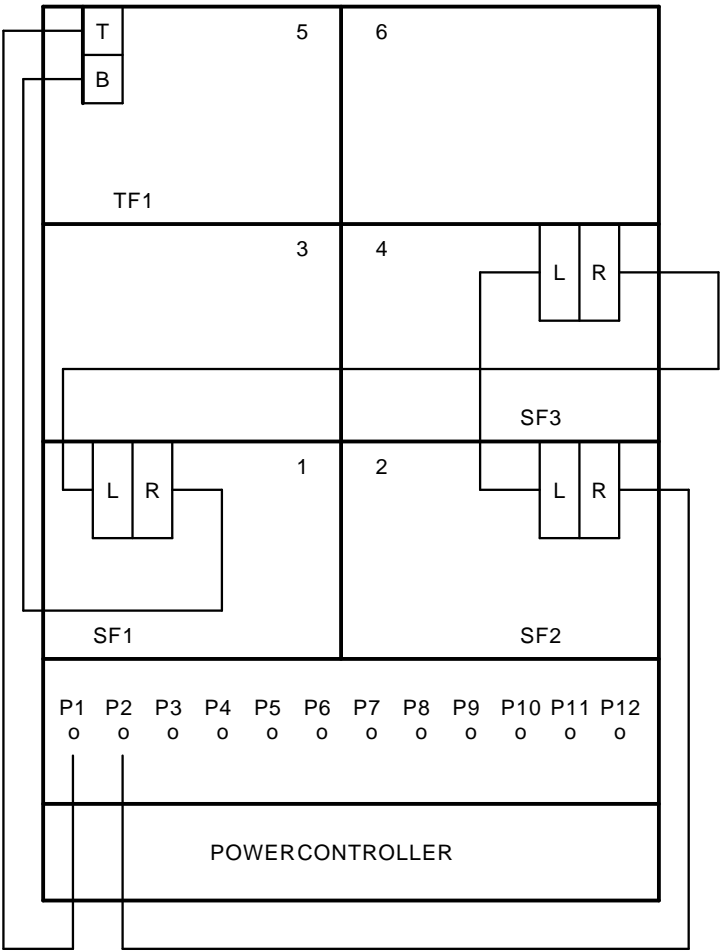 T 5 6
B
TF1
3 4
L R
SF3
1 2
L R L R
SF1 SF2
P1 P2 P3 P4 P5 P6 P7 P8 P9 P10 P11 P12
o o o o o o o o o o o o
POWERCONTROLLER